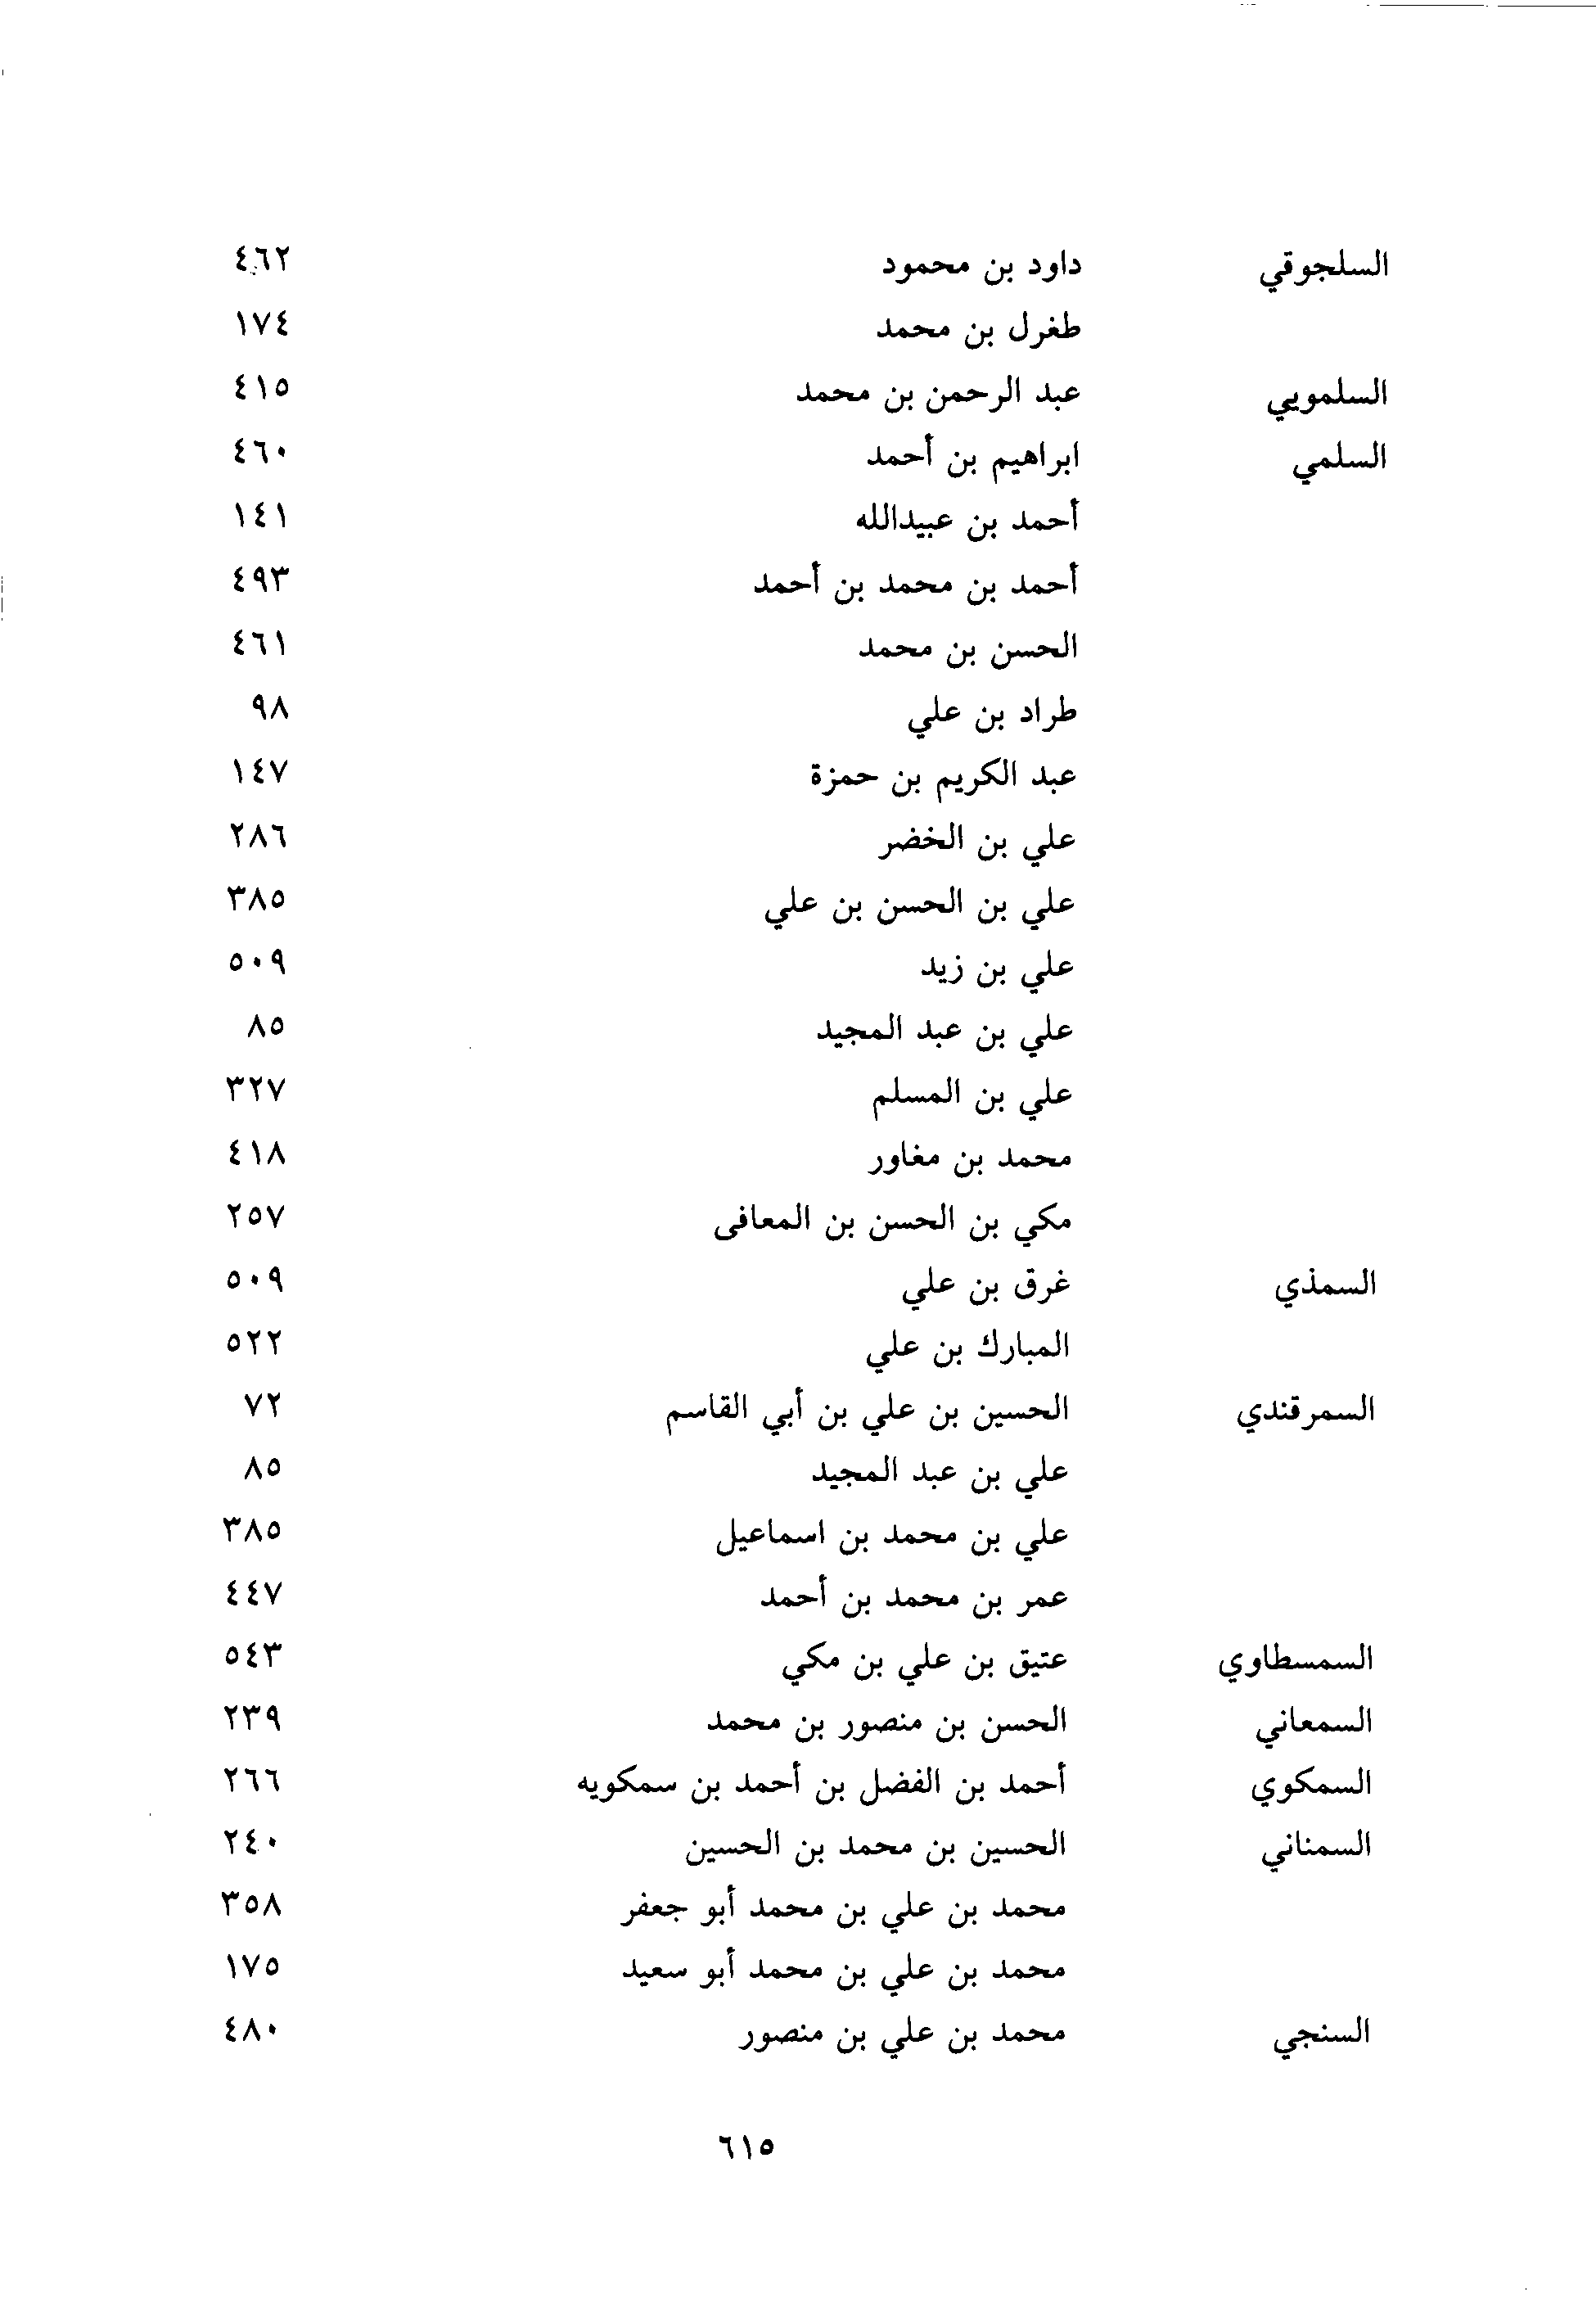 السلجوقي داود بن محمود ٤٦٢
طغرل بن محمد ١٧٤
السلمويي عبد الرحمن بن محمد ٤١٥
السلمي ابراهيم بن أحمد ٤٦٠
أحمد بن عبيدالله ١٤١
أحمد بن محمد بن أحمد ٤٩٣
الحسن بن محمد ٤٦١
طراد بن علي ٩٨
عبد الكريم بن حمزة ١٤٧
علي بن الخضر ٢٨٦
علي بن الحسن بن علي ٣٨٥
علي بن زيد ٥٠٩
علي بن عبد المجيد ٨٥
علي بن المسلم ٣٢٧
محمد بن مغاور ٤١٨
مكي بن الحسن بن المعافى ٢٥٧
السمذي غرق بن علي ٥٠٩
المبارك بن علي ٥٢٢
السمرقندي الحسين بن علي بن أبي القاسم ٧٢
علي بن عبد المجيد ٨٥
علي بن محمد بن اسماعيل ٣٨٥
عمر بن محمد بن أحمد ٤٤٧
السمسطاوي عتيق بن علي بن مكي ٥٤٣
السمعاني الحسن بن منصور بن محمد ٢٣٩
السمكوي أحمد بن الفضل بن أحمد بن سمكويه ٢٦٦
السمناني الحسين بن محمد بن الحسين ٢٤٠
محمد بن علي بن محمد أبو جعفر ٣٥٨
محمد بن علي بن محمد أبو سعيد ١٧٥
السنجي محمد بن علي بن منصور ٤٨٠
٦١٥